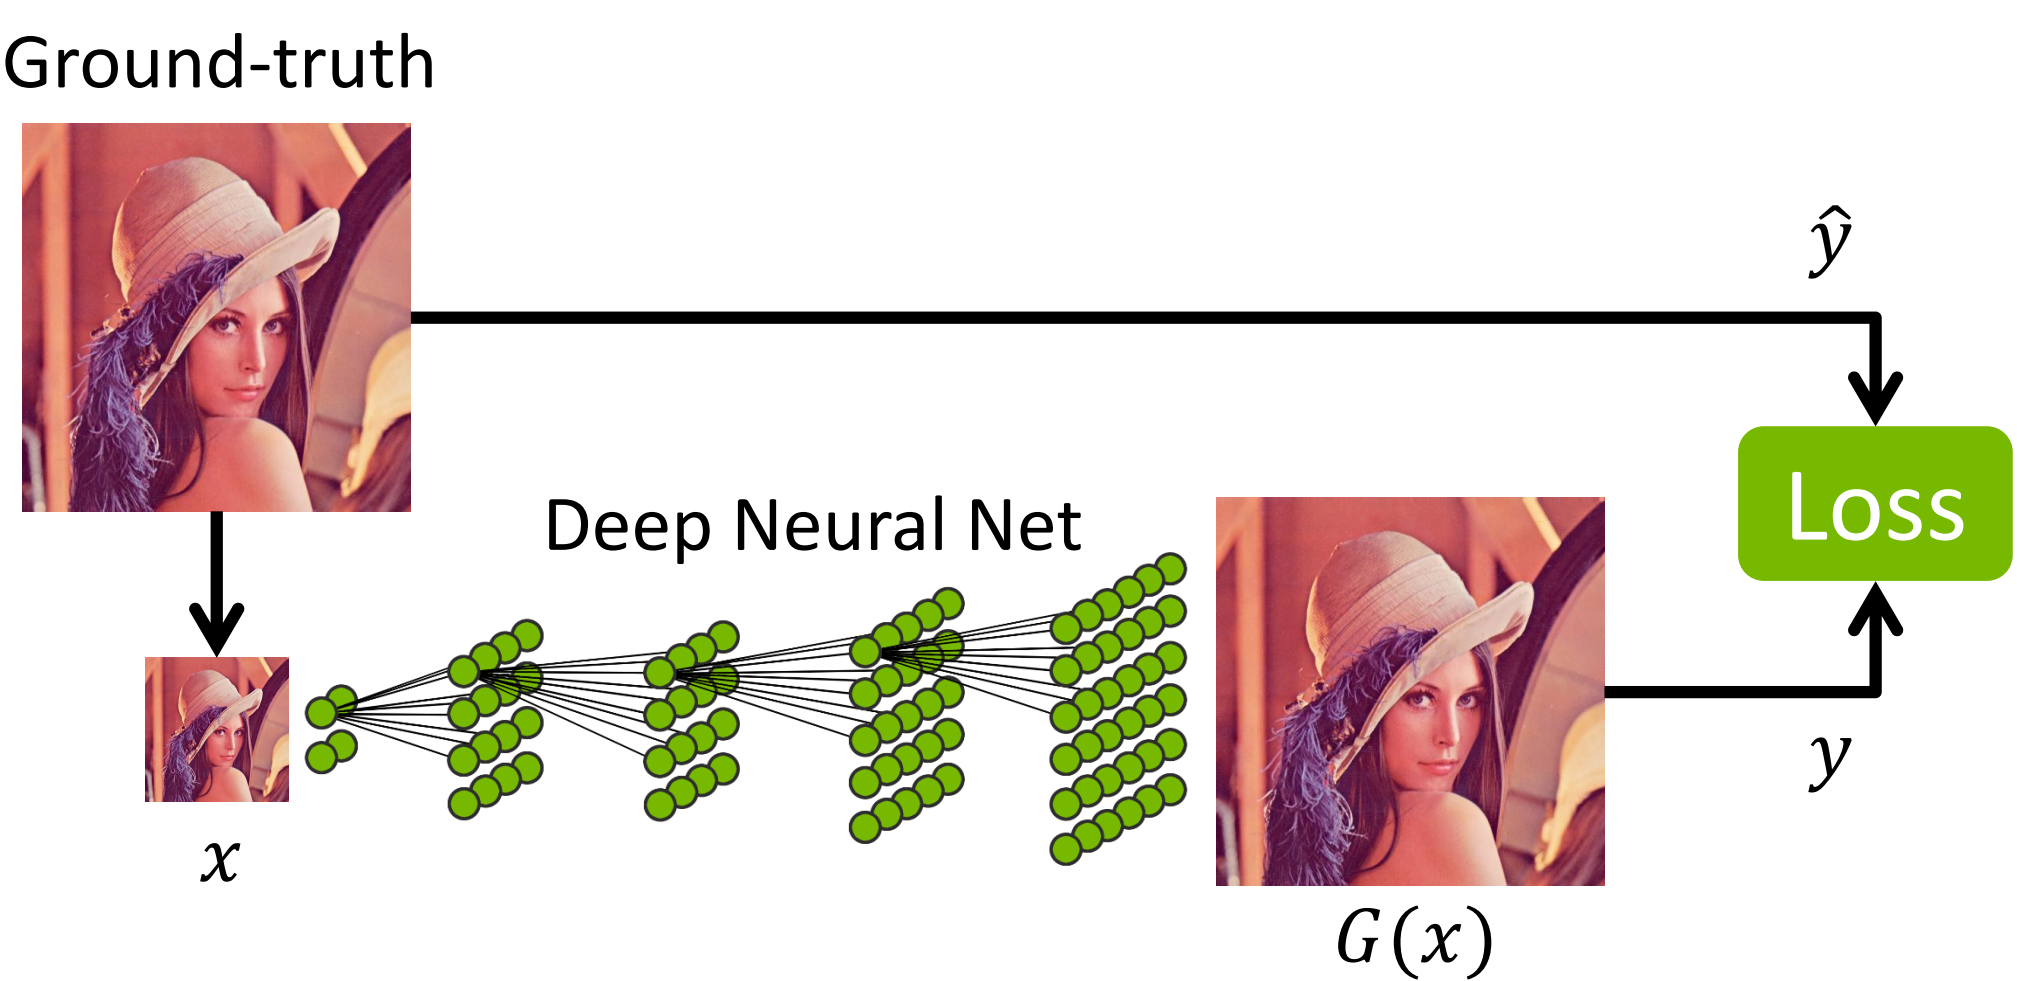 Ground-truth
ŷ
Loss
Deep Neural Net
y
x
G(x)